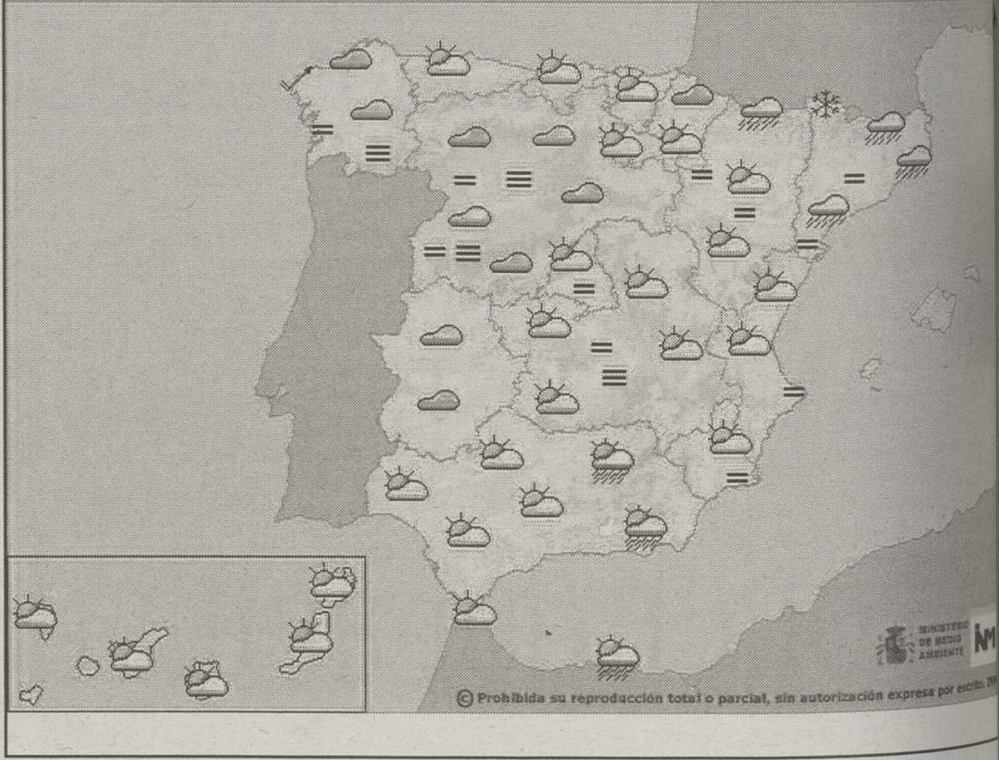 MINISTERIO
DE MEDIO
AMBIENTE
© Prohibida su reproducción total o parcial, sin autorización expresa por escrito.